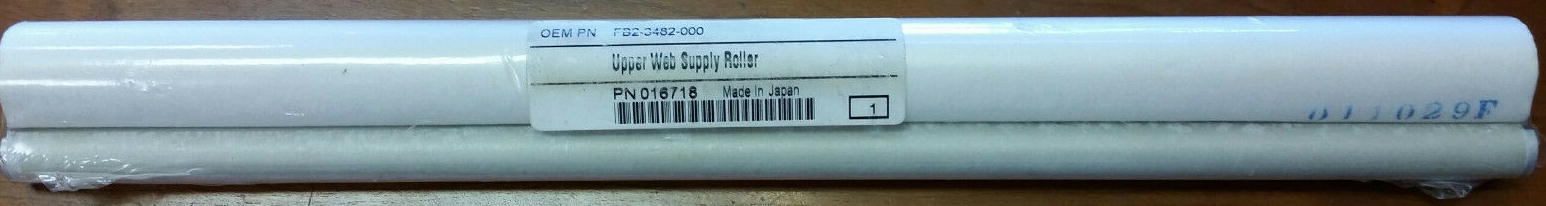 OEM PN FB2-3482-000
Upper Web Supply Roller
PN 016718 Made In Japan
1
011029F